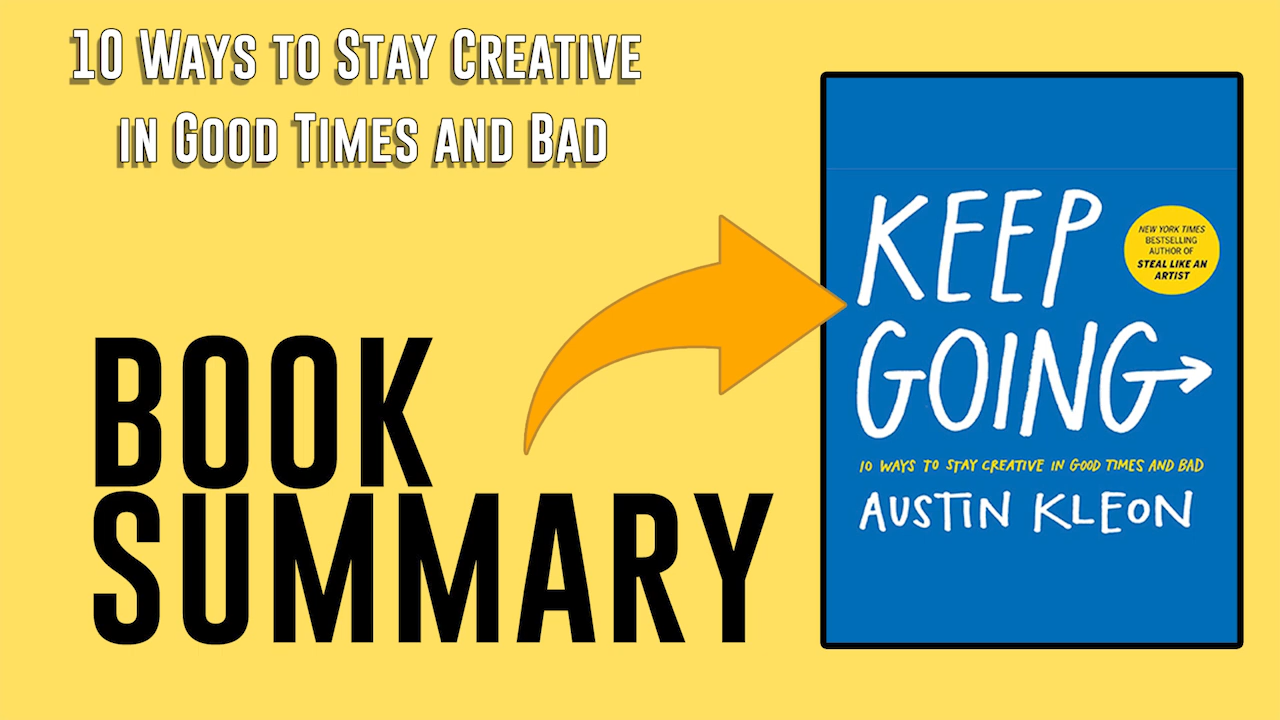 10 Ways to Stay Creative
in Good Times and Bad
BOOK
SUMMARY
KEEP
GOING
NEW YORK TIMES
BESTSELLING
AUTHOR OF
STEAL LIKE AN
ARTIST
10 WAYS TO STAY CREATIVE IN GOOD TIMES AND BAD
AUSTIN KLEON